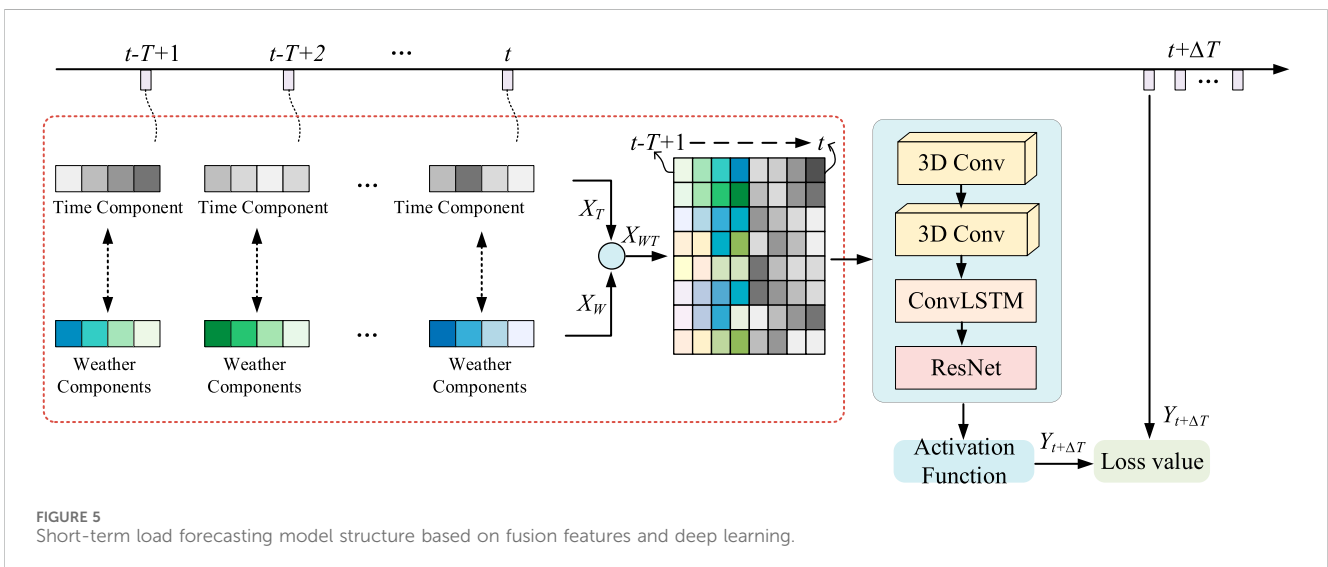 t-T+1
t-T+2
...
t
t+ΔT
...
t-T+1
t
Time Component
Time Component
...
Time Component
X_T
X_WT
X_W
Weather
Components
Weather
Components
...
Weather
Components
3D Conv
3D Conv
ConvLSTM
ResNet
Activation
Function
Y_{t+ΔT}
Y_{t+ΔT}
Loss value
FIGURE 5
Short-term load forecasting model structure based on fusion features and deep learning.